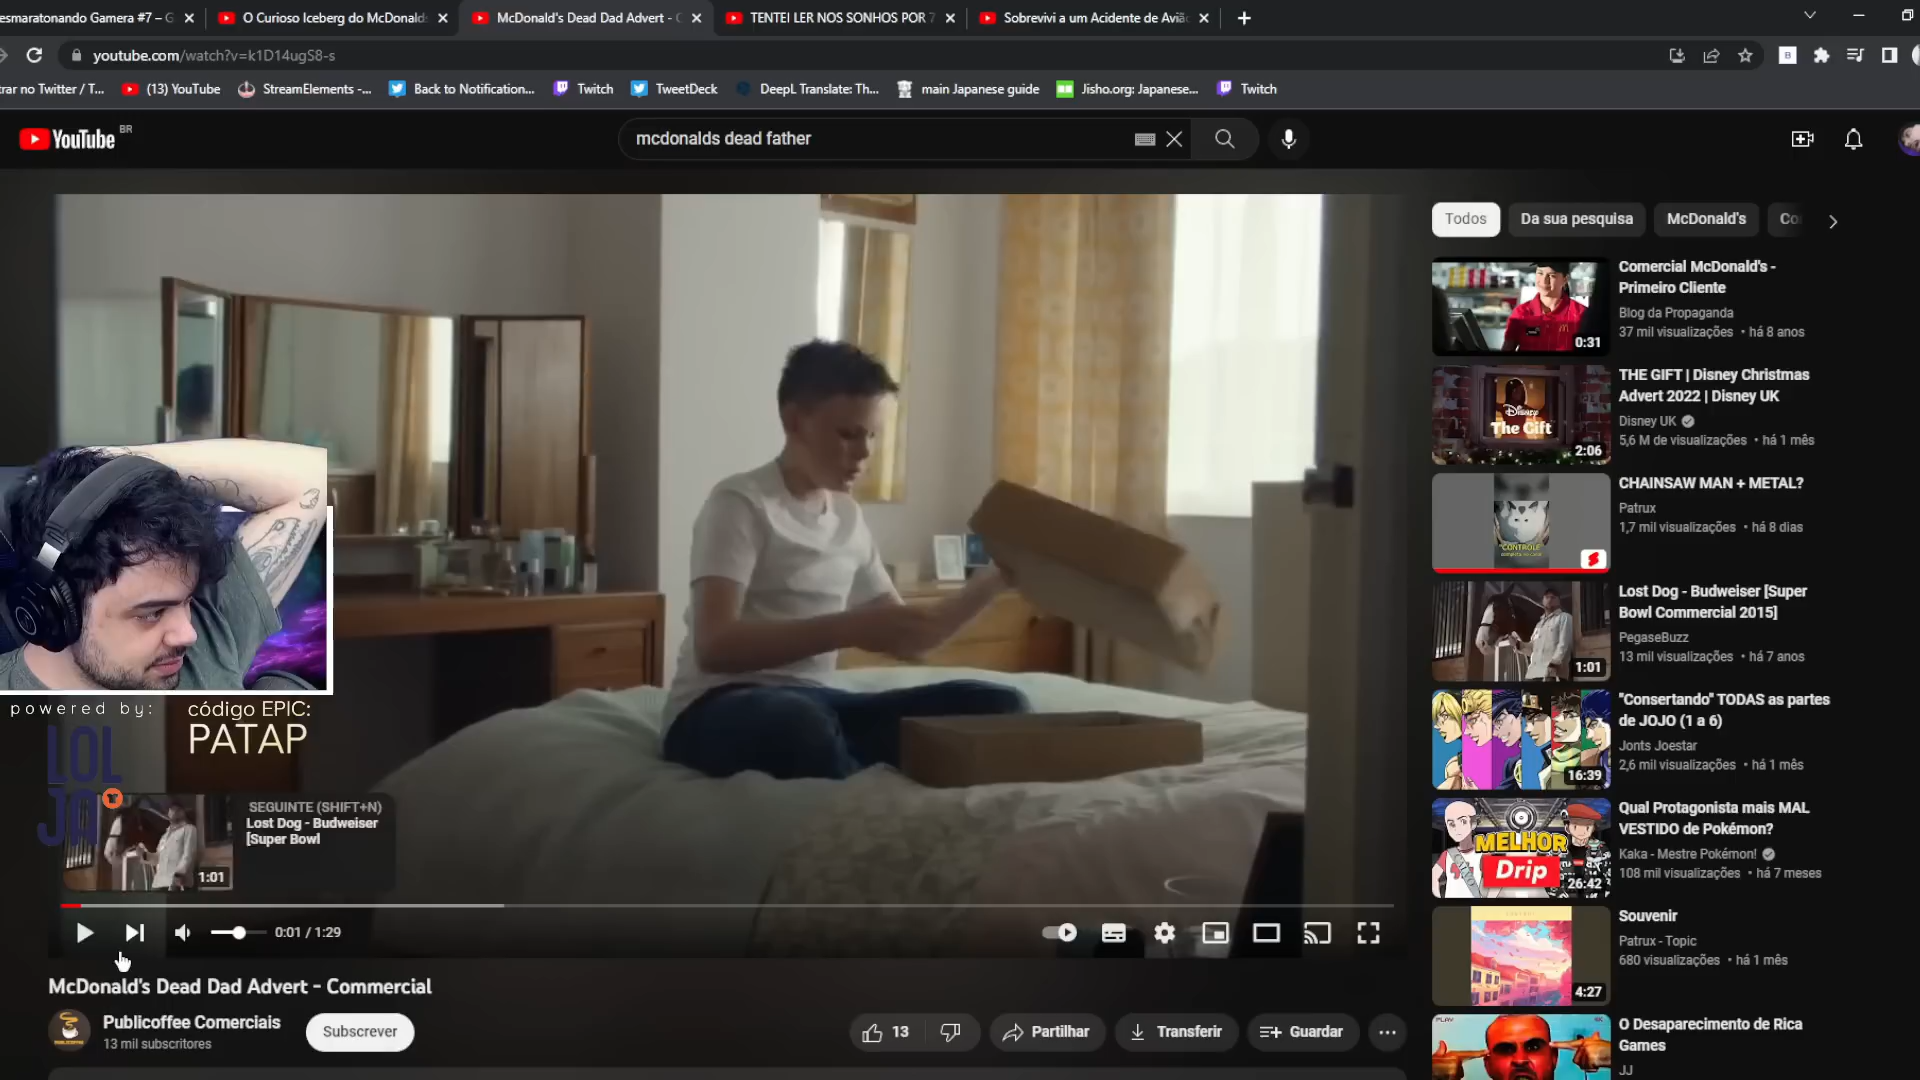 esmaratonando Gamera #7 – G
O Curioso Iceberg do McDonald
McDonald's Dead Dad Advert - C
TENTEI LER NOS SONHOS POR 7
Sobrevivi a um Acidente de Aviã
youtube.com/watch?v=k1D14ugS8-s
rar no Twitter / T...
(13) YouTube
StreamElements -...
Back to Notification...
Twitch
TweetDeck
DeepL Translate: Th...
main Japanese guide
Jisho.org: Japanese...
Twitch
YouTube BR
mcdonalds dead father
Todos
Da sua pesquisa
McDonald's
Co
Comercial McDonald's -
Primeiro Cliente
Blog da Propaganda
37 mil visualizações • há 8 anos
0:31
THE GIFT | Disney Christmas
Advert 2022 | Disney UK
Disney UK
5,6 M de visualizações • há 1 mês
Disney
The Gift
2:06
CHAINSAW MAN + METAL?
Patrux
1,7 mil visualizações • há 8 dias
"CONTROLE"
Lost Dog - Budweiser [Super
Bowl Commercial 2015]
PegaseBuzz
13 mil visualizações • há 7 anos
1:01
"Consertando" TODAS as partes
de JOJO (1 a 6)
Jonts Joestar
2,6 mil visualizações • há 1 mês
16:39
Qual Protagonista mais MAL
VESTIDO de Pokémon?
Kaka - Mestre Pokémon!
108 mil visualizações • há 7 meses
MELHOR
Drip
26:42
Souvenir
Patrux - Topic
680 visualizações • há 1 mês
4:27
O Desaparecimento de Rica
Games
JJ
PLAY
powered by:
LOL
JA
código EPIC:
PATAP
SEGUINTE (SHIFT+N)
Lost Dog - Budweiser
[Super Bowl
1:01
0:01 / 1:29
McDonald's Dead Dad Advert - Commercial
Publicoffee Comerciais
13 mil subscritores
Subscrever
13
Partilhar
Transferir
Guardar